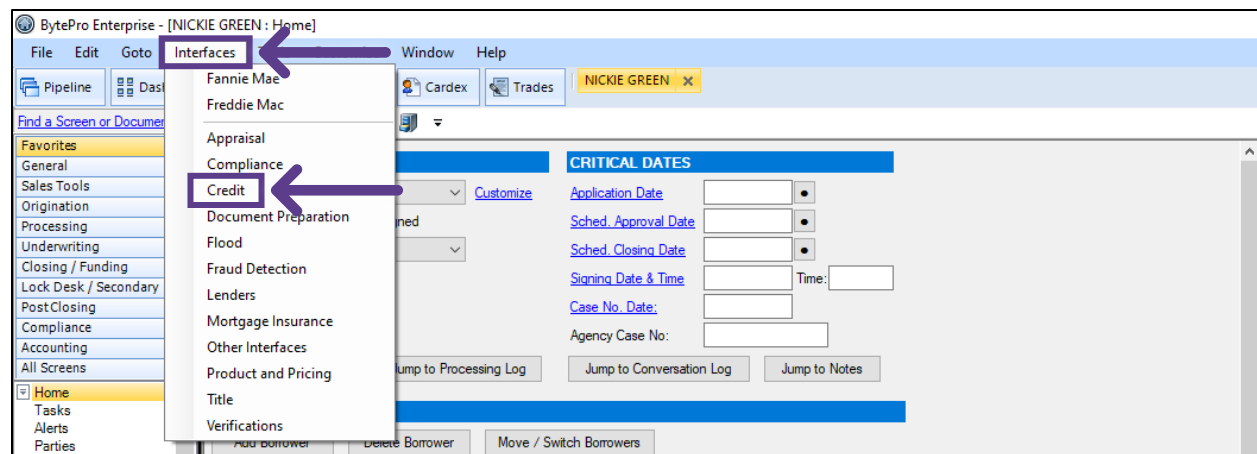 BytePro Enterprise - [NICKIE GREEN : Home]
File Edit Goto Interfaces Window Help
Pipeline Cardex Trades NICKIE GREEN
Find a Screen or
Favorites
General
Sales Tools
Origination
Processing
Underwriting
Closing / Funding
Lock Desk / Secondary
PostClosing
Compliance
Accounting
All Screens
Home
Tasks
Alerts
Parties
Fannie Mae
Freddie Mac
Appraisal
Compliance
Credit
Document Preparation
Flood
Fraud Detection
Lenders
Mortgage Insurance
Other Interfaces
Product and Pricing
Title
Verifications
Customize
CRITICAL DATES
Application Date
Sched. Approval Date
Sched. Closing Date
Signing Date & Time Time:
Case No. Date:
Agency Case No:
Jump to Processing Log Jump to Conversation Log Jump to Notes
Add Borrower Delete Borrower Move / Switch Borrowers